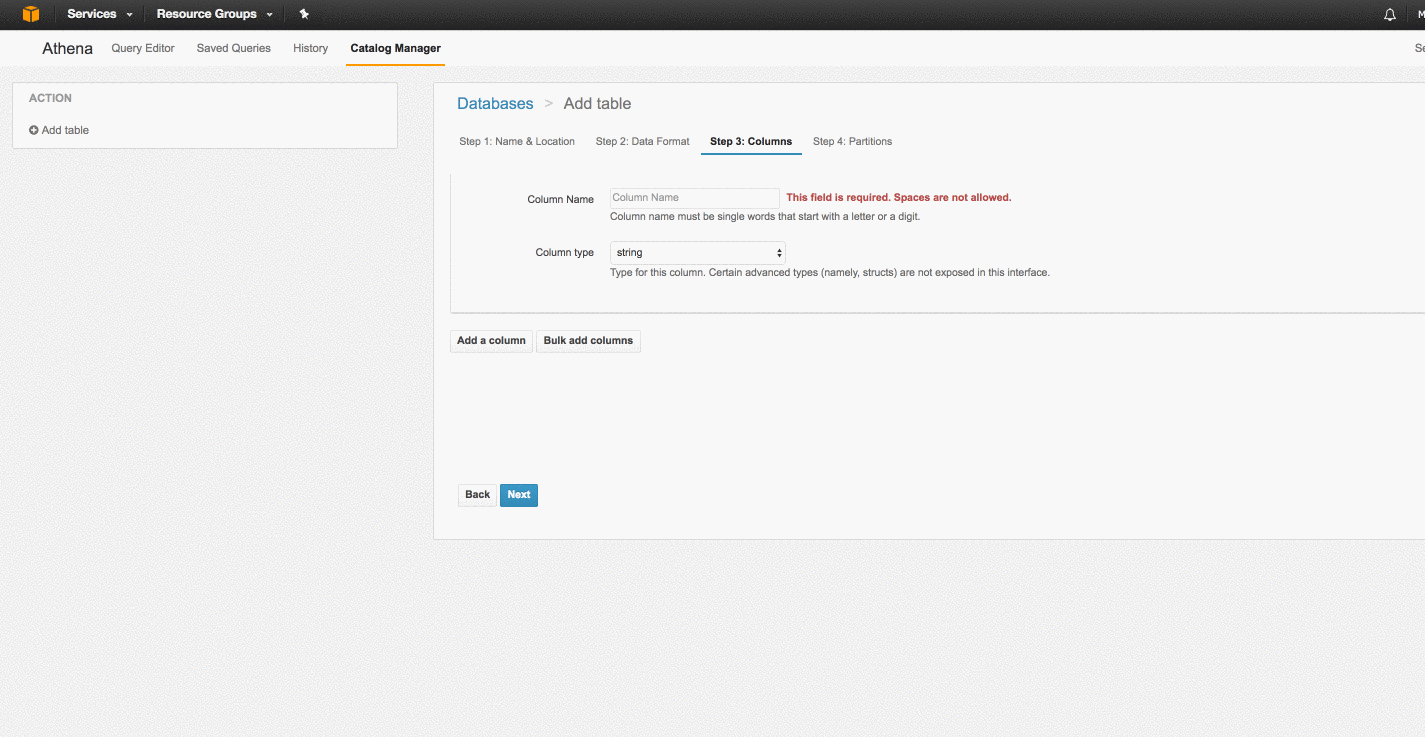 Services Resource Groups
Athena Query Editor Saved Queries History Catalog Manager
ACTION
Add table
Databases > Add table
Step 1: Name & Location Step 2: Data Format Step 3: Columns Step 4: Partitions
Column Name Column Name This field is required. Spaces are not allowed.
Column name must be single words that start with a letter or a digit.
Column type string
Type for this column. Certain advanced types (namely, structs) are not exposed in this interface.
Add a column Bulk add columns
Back Next